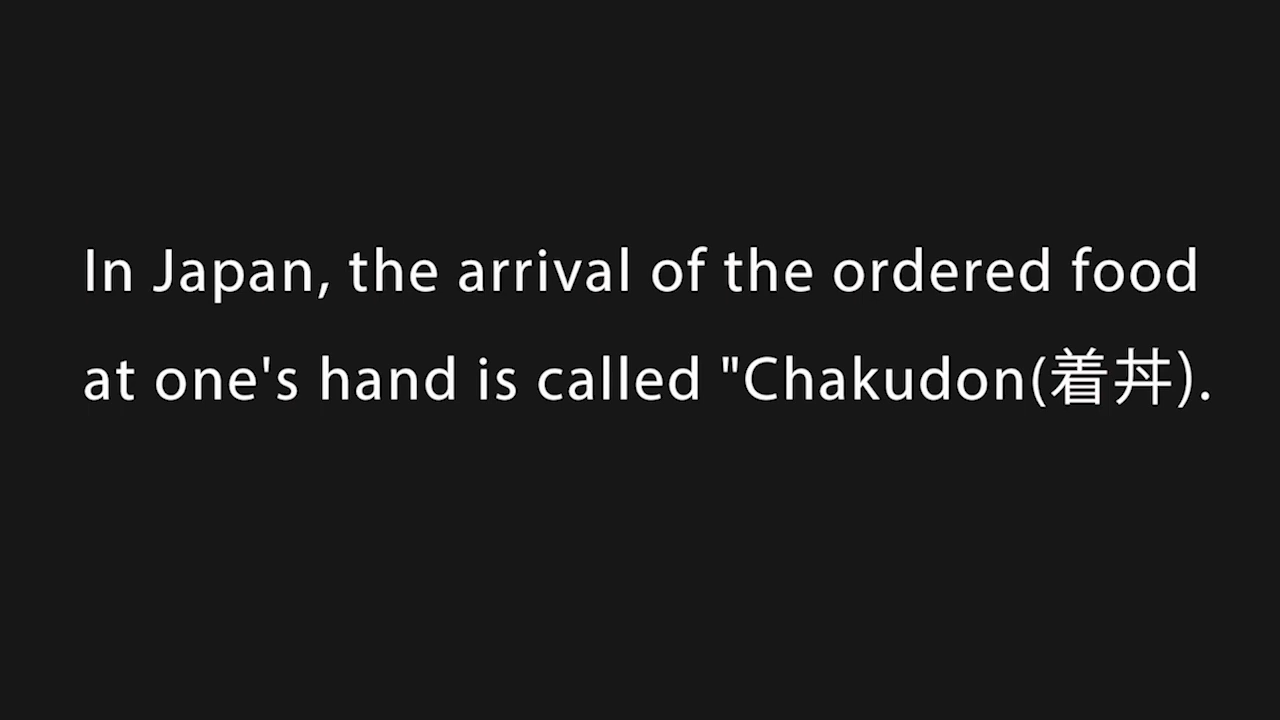 In Japan, the arrival of the ordered food
at one's hand is called "Chakudon(着丼).